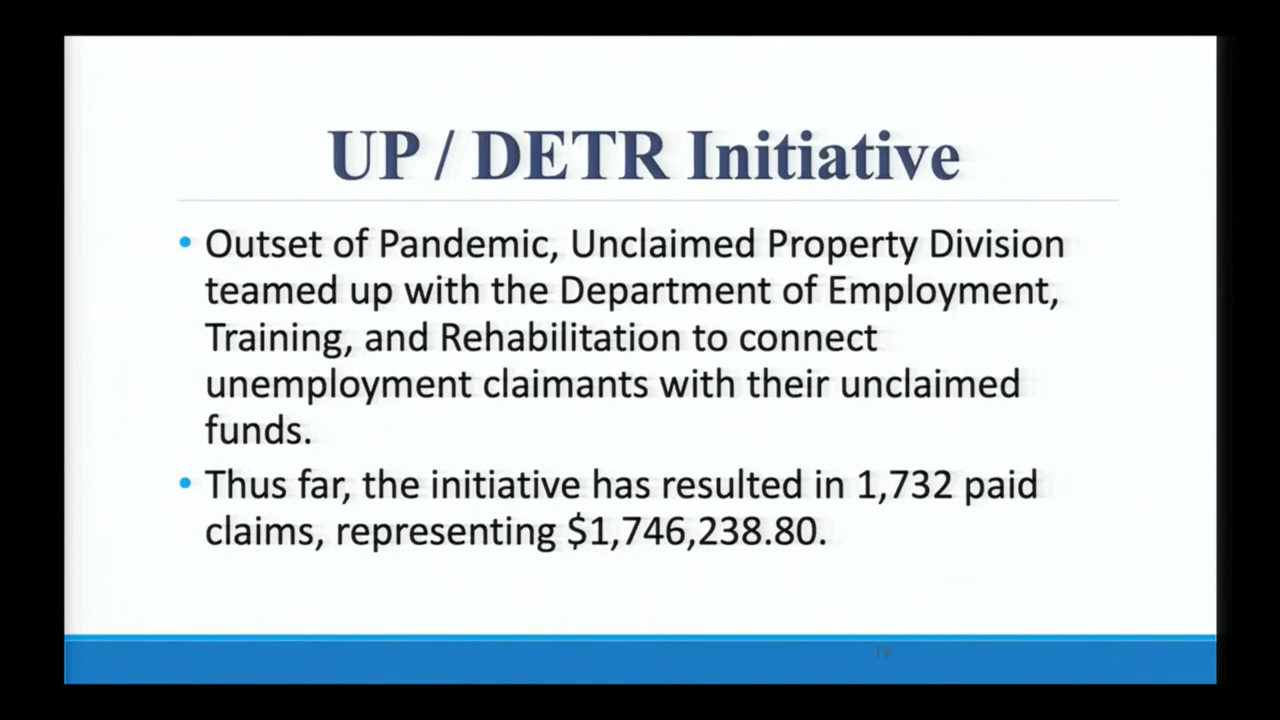 UP / DETR Initiative
• Outset of Pandemic, Unclaimed Property Division
teamed up with the Department of Employment,
Training, and Rehabilitation to connect
unemployment claimants with their unclaimed
funds.
• Thus far, the initiative has resulted in 1,732 paid
claims, representing $1,746,238.80.